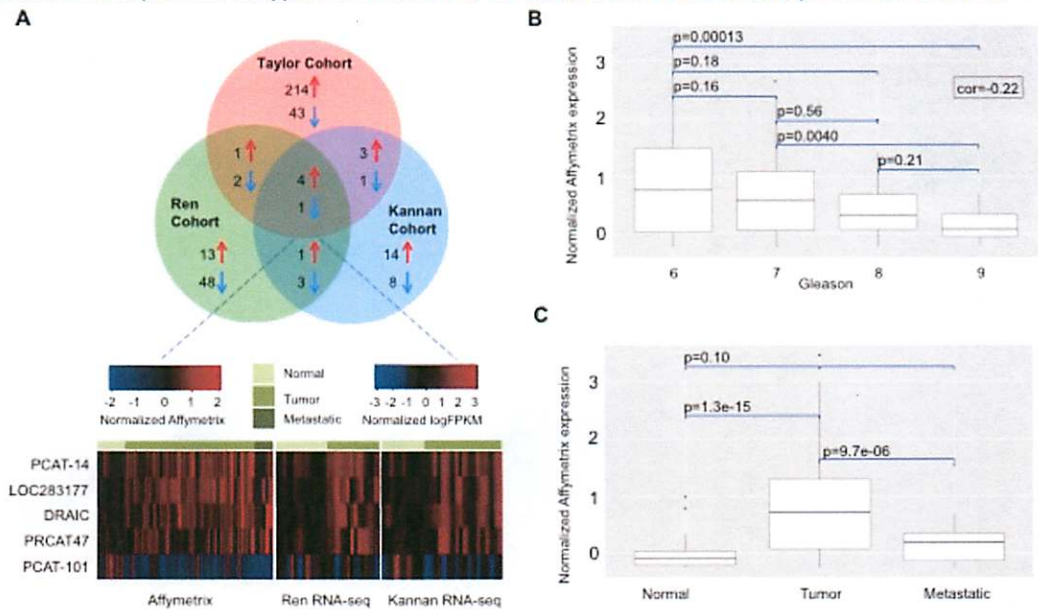 A
Taylor Cohort
214
43
1
2
3
1
4
1
Ren
Cohort
Kannan
Cohort
13
48
1
3
14
8
-2 -1 0 1 2
Normalized Affymetrix
Normal
Tumor
Metastatic
-3 -2 -1 0 1 2 3
Normalized logFPKM
PCAT-14
LOC283177
DRAIC
PRCAT47
PCAT-101
Affymetrix
Ren RNA-seq
Kannan RNA-seq
B
Normalized Affymetrix expression
3
2
1
0
p=0.00013
p=0.18
p=0.16
p=0.56
p=0.0040
p=0.21
cor=-0.22
6
7
8
9
Gleason
C
Normalized Affymetrix expression
3
2
1
0
p=0.10
p=1.3e-15
p=9.7e-06
Normal
Tumor
Metastatic